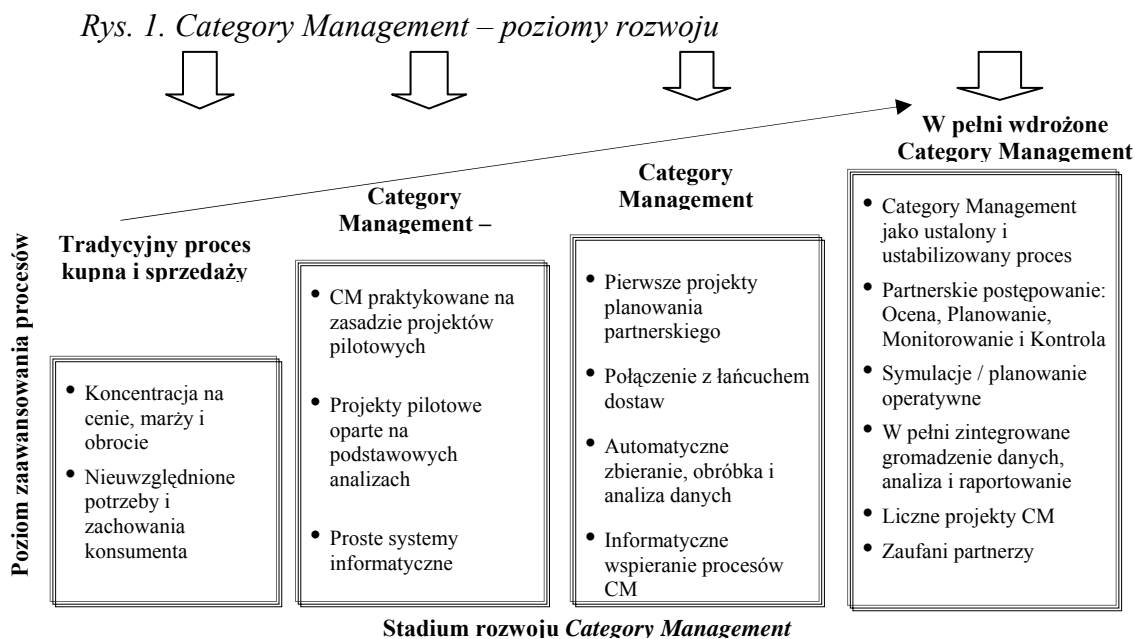 Rys. 1. Category Management – poziomy rozwoju
Poziom zaawansowania procesów
Tradycyjny proces
kupna i sprzedaży
• Koncentracja na
cenie, marży i
obrocie
• Nieuwzględnione
potrzeby i
zachowania
konsumenta
Category
Management –
• CM praktykowane na
zasadzie projektów
pilotowych
• Projekty pilotowe
oparte na
podstawowych
analizach
• Proste systemy
informatyczne
Category
Management
• Pierwsze projekty
planowania
partnerskiego
• Połączenie z łańcuchem
dostaw
• Automatyczne
zbieranie, obróbka i
analiza danych
• Informatyczne
wspieranie procesów
CM
W pełni wdrożone
Category Management
• Category Management
jako ustalony i
ustabilizowany proces
• Partnerskie postępowanie:
Ocena, Planowanie,
Monitorowanie i Kontrola
• Symulacje / planowanie
operatywne
• W pełni zintegrowane
gromadzenie danych,
analiza i raportowanie
• Liczne projekty CM
• Zaufani partnerzy
Stadium rozwoju Category Management